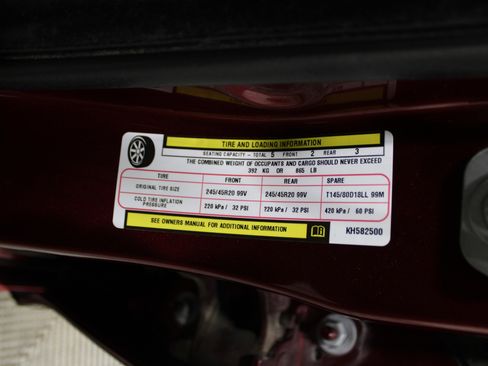 TIRE AND LOADING INFORMATION
SEATING CAPACITY - TOTAL 5 FRONT 2 REAR 3
THE COMBINED WEIGHT OF OCCUPANTS AND CARGO SHOULD NEVER EXCEED
392 KG OR 865 LB
TIRE FRONT REAR SPARE
ORIGINAL TIRE SIZE 245/45R20 99V 245/45R20 99V T145/80D18LL 99M
COLD TIRE INFLATION PRESSURE 220 kPa / 32 PSI 220 kPa / 32 PSI 420 kPa / 60 PSI
SEE OWNERS MANUAL FOR ADDITIONAL INFORMATION KH582500